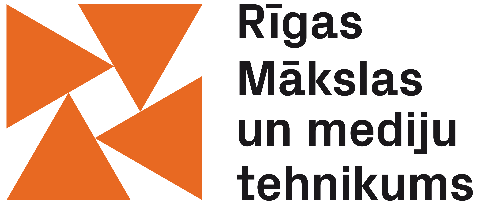 Rīgas
Mākslas
un mediju
tehnikums